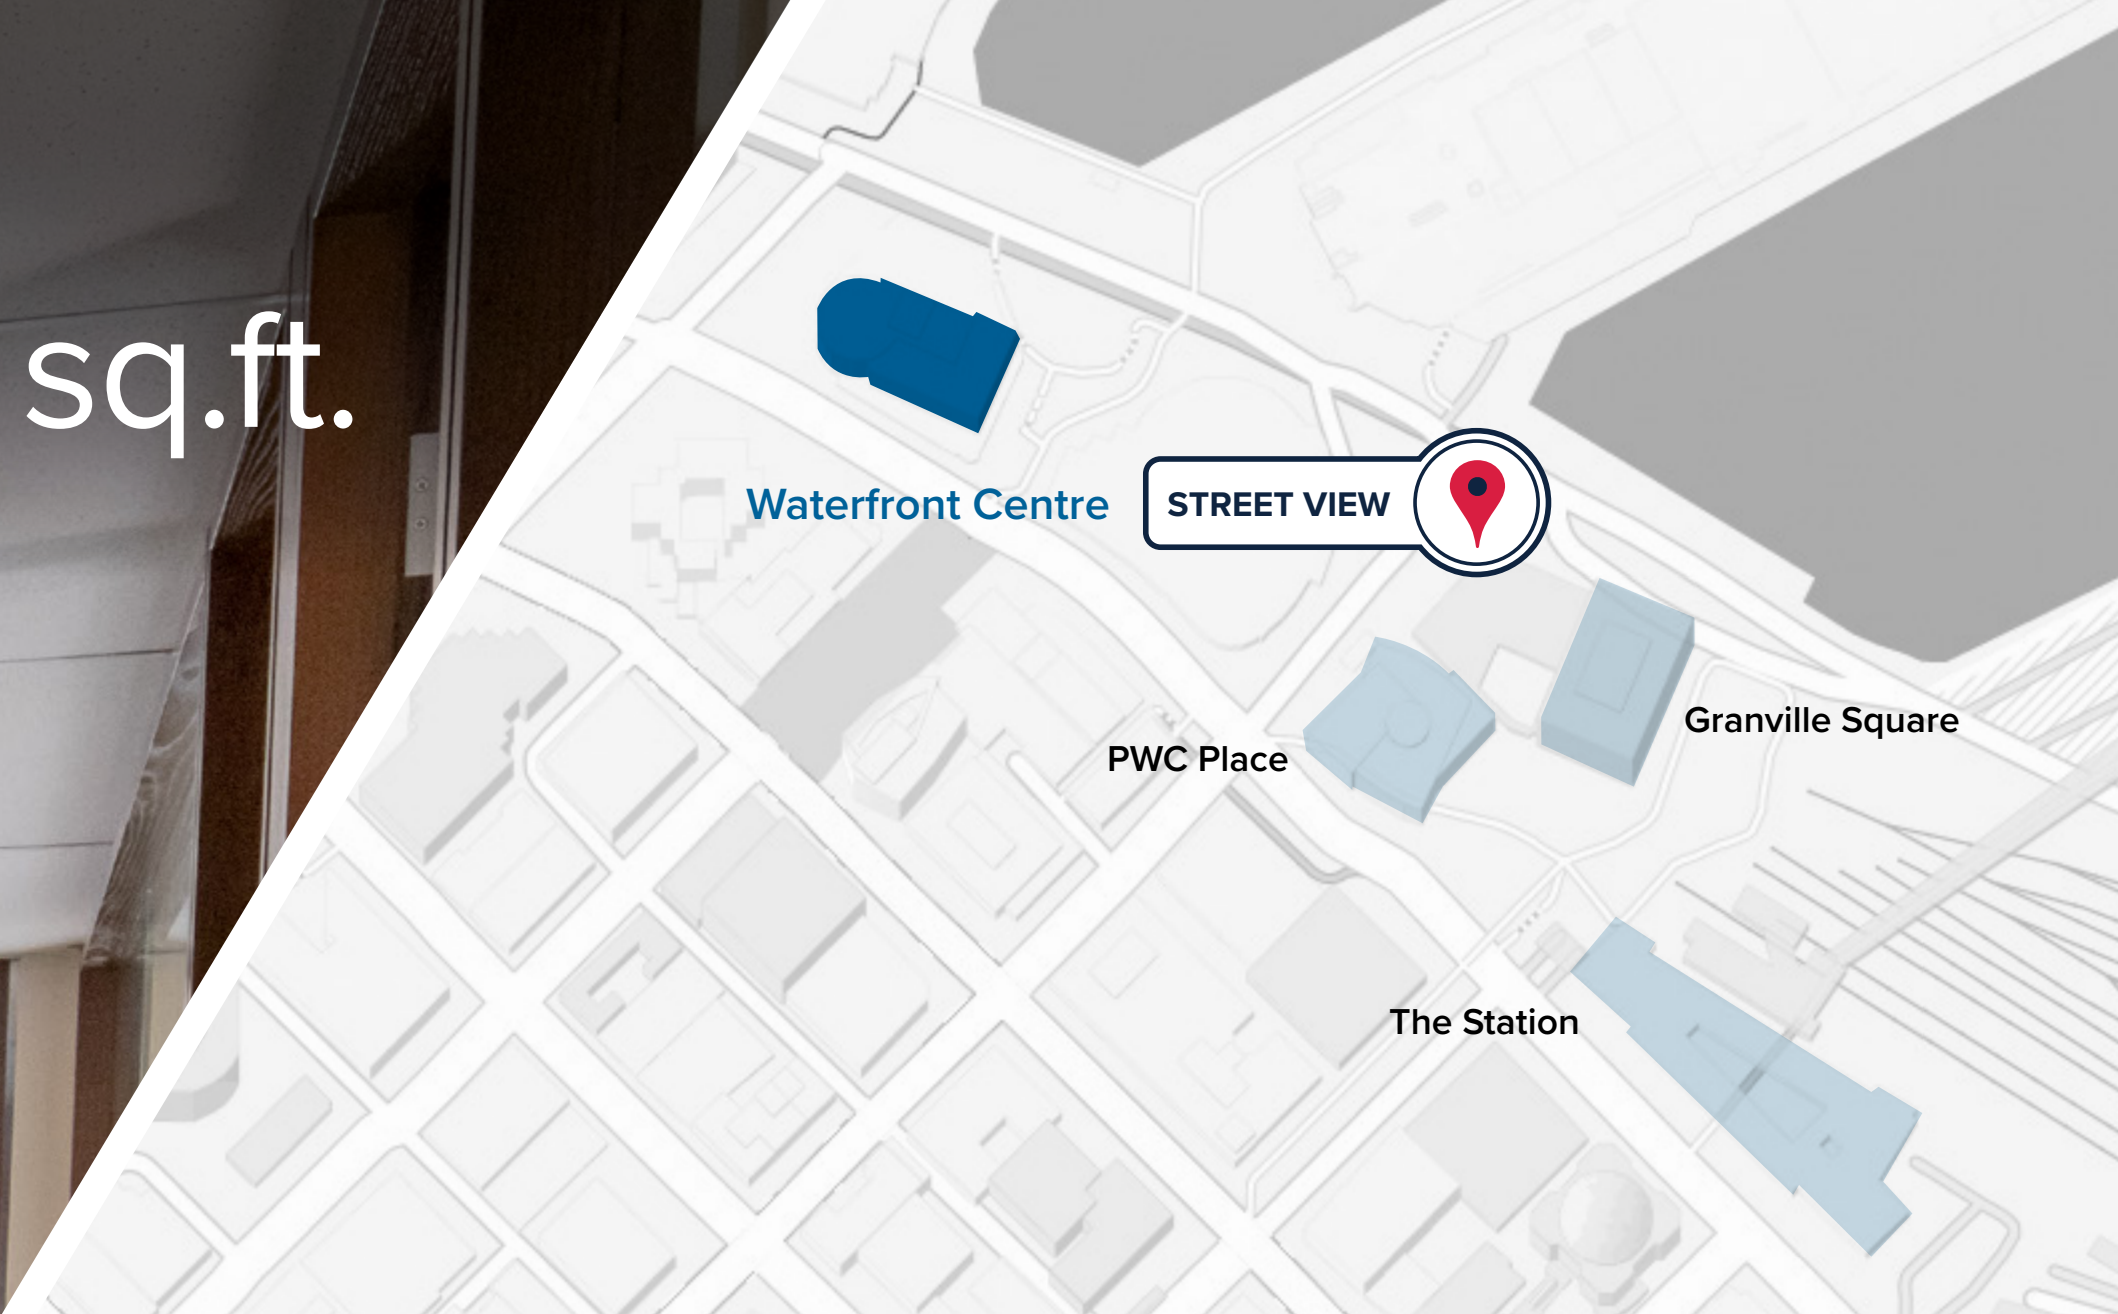 sq.ft.
Waterfront Centre
STREET VIEW
Granville Square
PWC Place
The Station